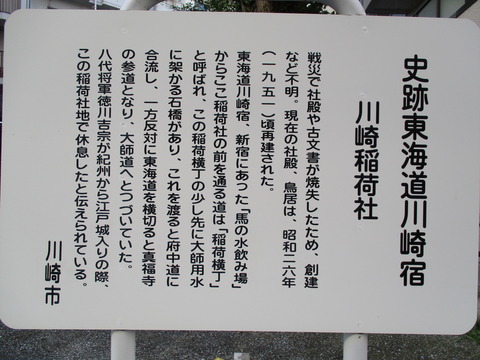 史跡東海道川崎宿
川崎稲荷社
戦災で社殿や古文書が焼失したため、創建
など不明。現在の社殿、鳥居は、昭和二六年
(一九五一)頃再建された。
東海道川崎宿、新宿にあった「馬の水飲み場」
からここ稲荷社の前を通る道は「稲荷横丁」
と呼ばれ、この稲荷横丁の少し先に大師用水
に架かる石橋があり、これを渡ると府中道に
合流し、一方反対に東海道を横切ると真福寺
の参道となり、大師道へとつづいていた。
八代将軍徳川吉宗が紀州から江戸城入りの際、
この稲荷社地で休息したと伝えられている。
川崎市